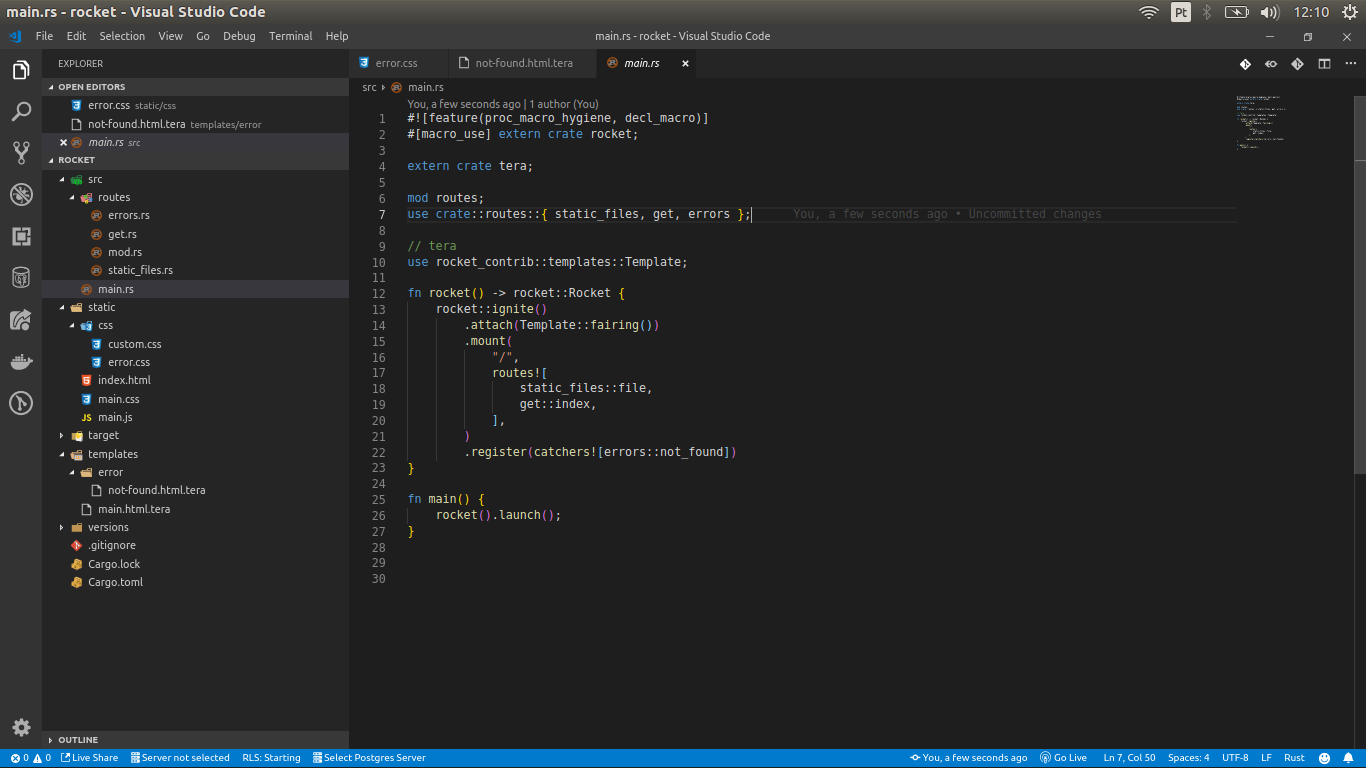 main.rs - rocket - Visual Studio Code
Pt
12:10
File Edit Selection View Go Debug Terminal Help
main.rs - rocket - Visual Studio Code
EXPLORER
OPEN EDITORS
error.css static/css
not-found.html.tera templates/error
main.rs src
ROCKET
src
routes
errors.rs
get.rs
mod.rs
static_files.rs
main.rs
static
css
custom.css
error.css
index.html
main.css
JS main.js
target
templates
error
not-found.html.tera
main.html.tera
versions
.gitignore
Cargo.lock
Cargo.toml
OUTLINE
error.css not-found.html.tera main.rs
src main.rs
You, a few seconds ago | 1 author (You)
1 #![feature(proc_macro_hygiene, decl_macro)]
2 #[macro_use] extern crate rocket;
3
4 extern crate tera;
5
6 mod routes;
7 use crate::routes::{ static_files, get, errors }; You, a few seconds ago • Uncommitted changes
8
9 // tera
10 use rocket_contrib::templates::Template;
11
12 fn rocket() -> rocket::Rocket {
13 rocket::ignite()
14 .attach(Template::fairing())
15 .mount(
16 "/",
17 routes![
18 static_files::file,
19 get::index,
20 ],
21 )
22 .register(catchers![errors::not_found])
23 }
24
25 fn main() {
26 rocket().launch();
27 }
28
29
30
0 0 Live Share Server not selected RLS: Starting Select Postgres Server You, a few seconds ago Go Live Ln 7, Col 50 Spaces: 4 UTF-8 LF Rust